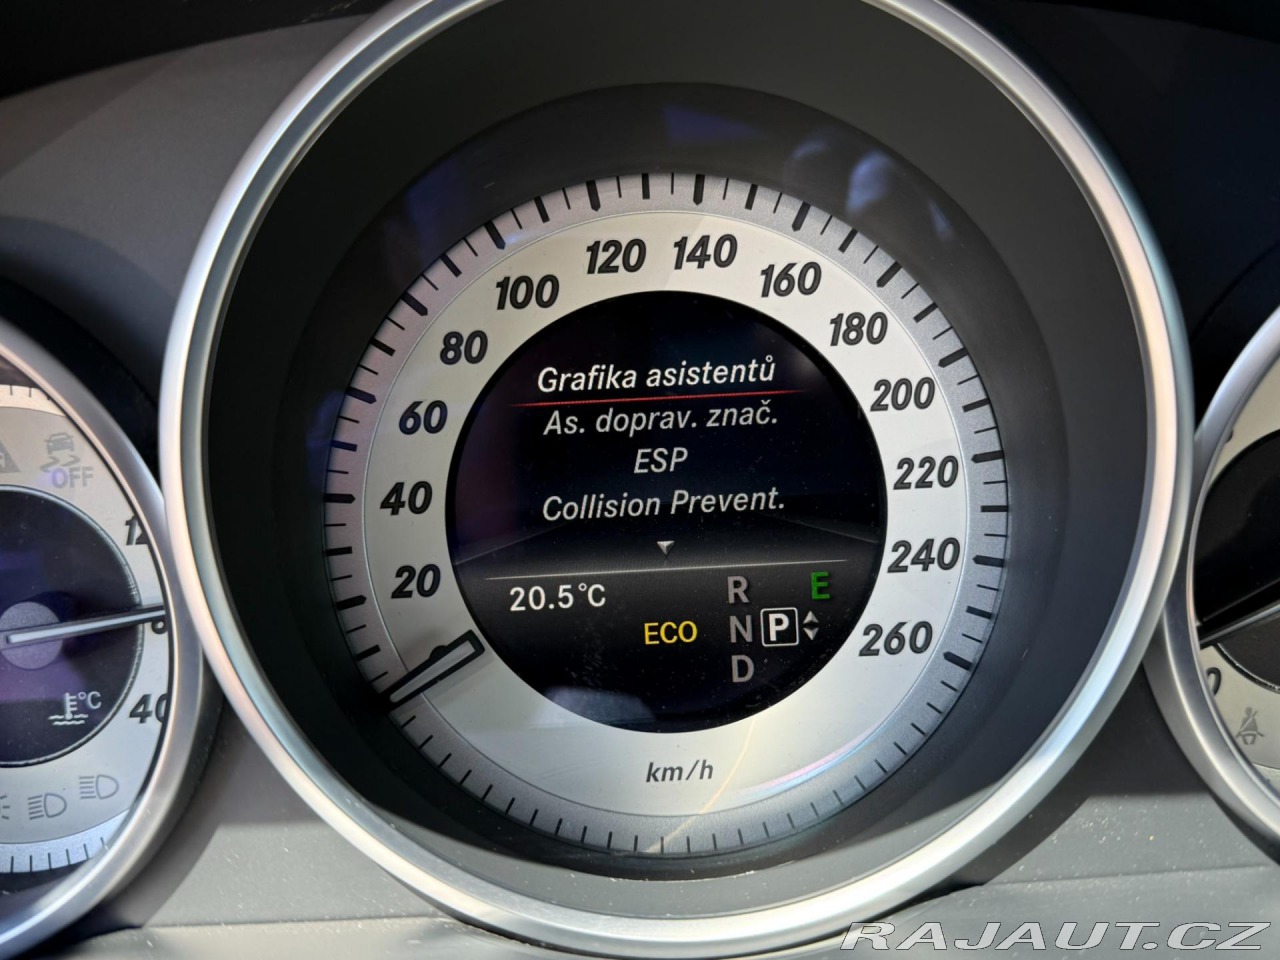 20
40
60
80
100
120
140
160
180
200
220
240
260
km/h
Grafika asistentů
As. doprav. znač.
ESP
Collision Prevent.
20.5°C
R
E
ECO
N
P
D
OFF
°C
40
RAJAUT.CZ